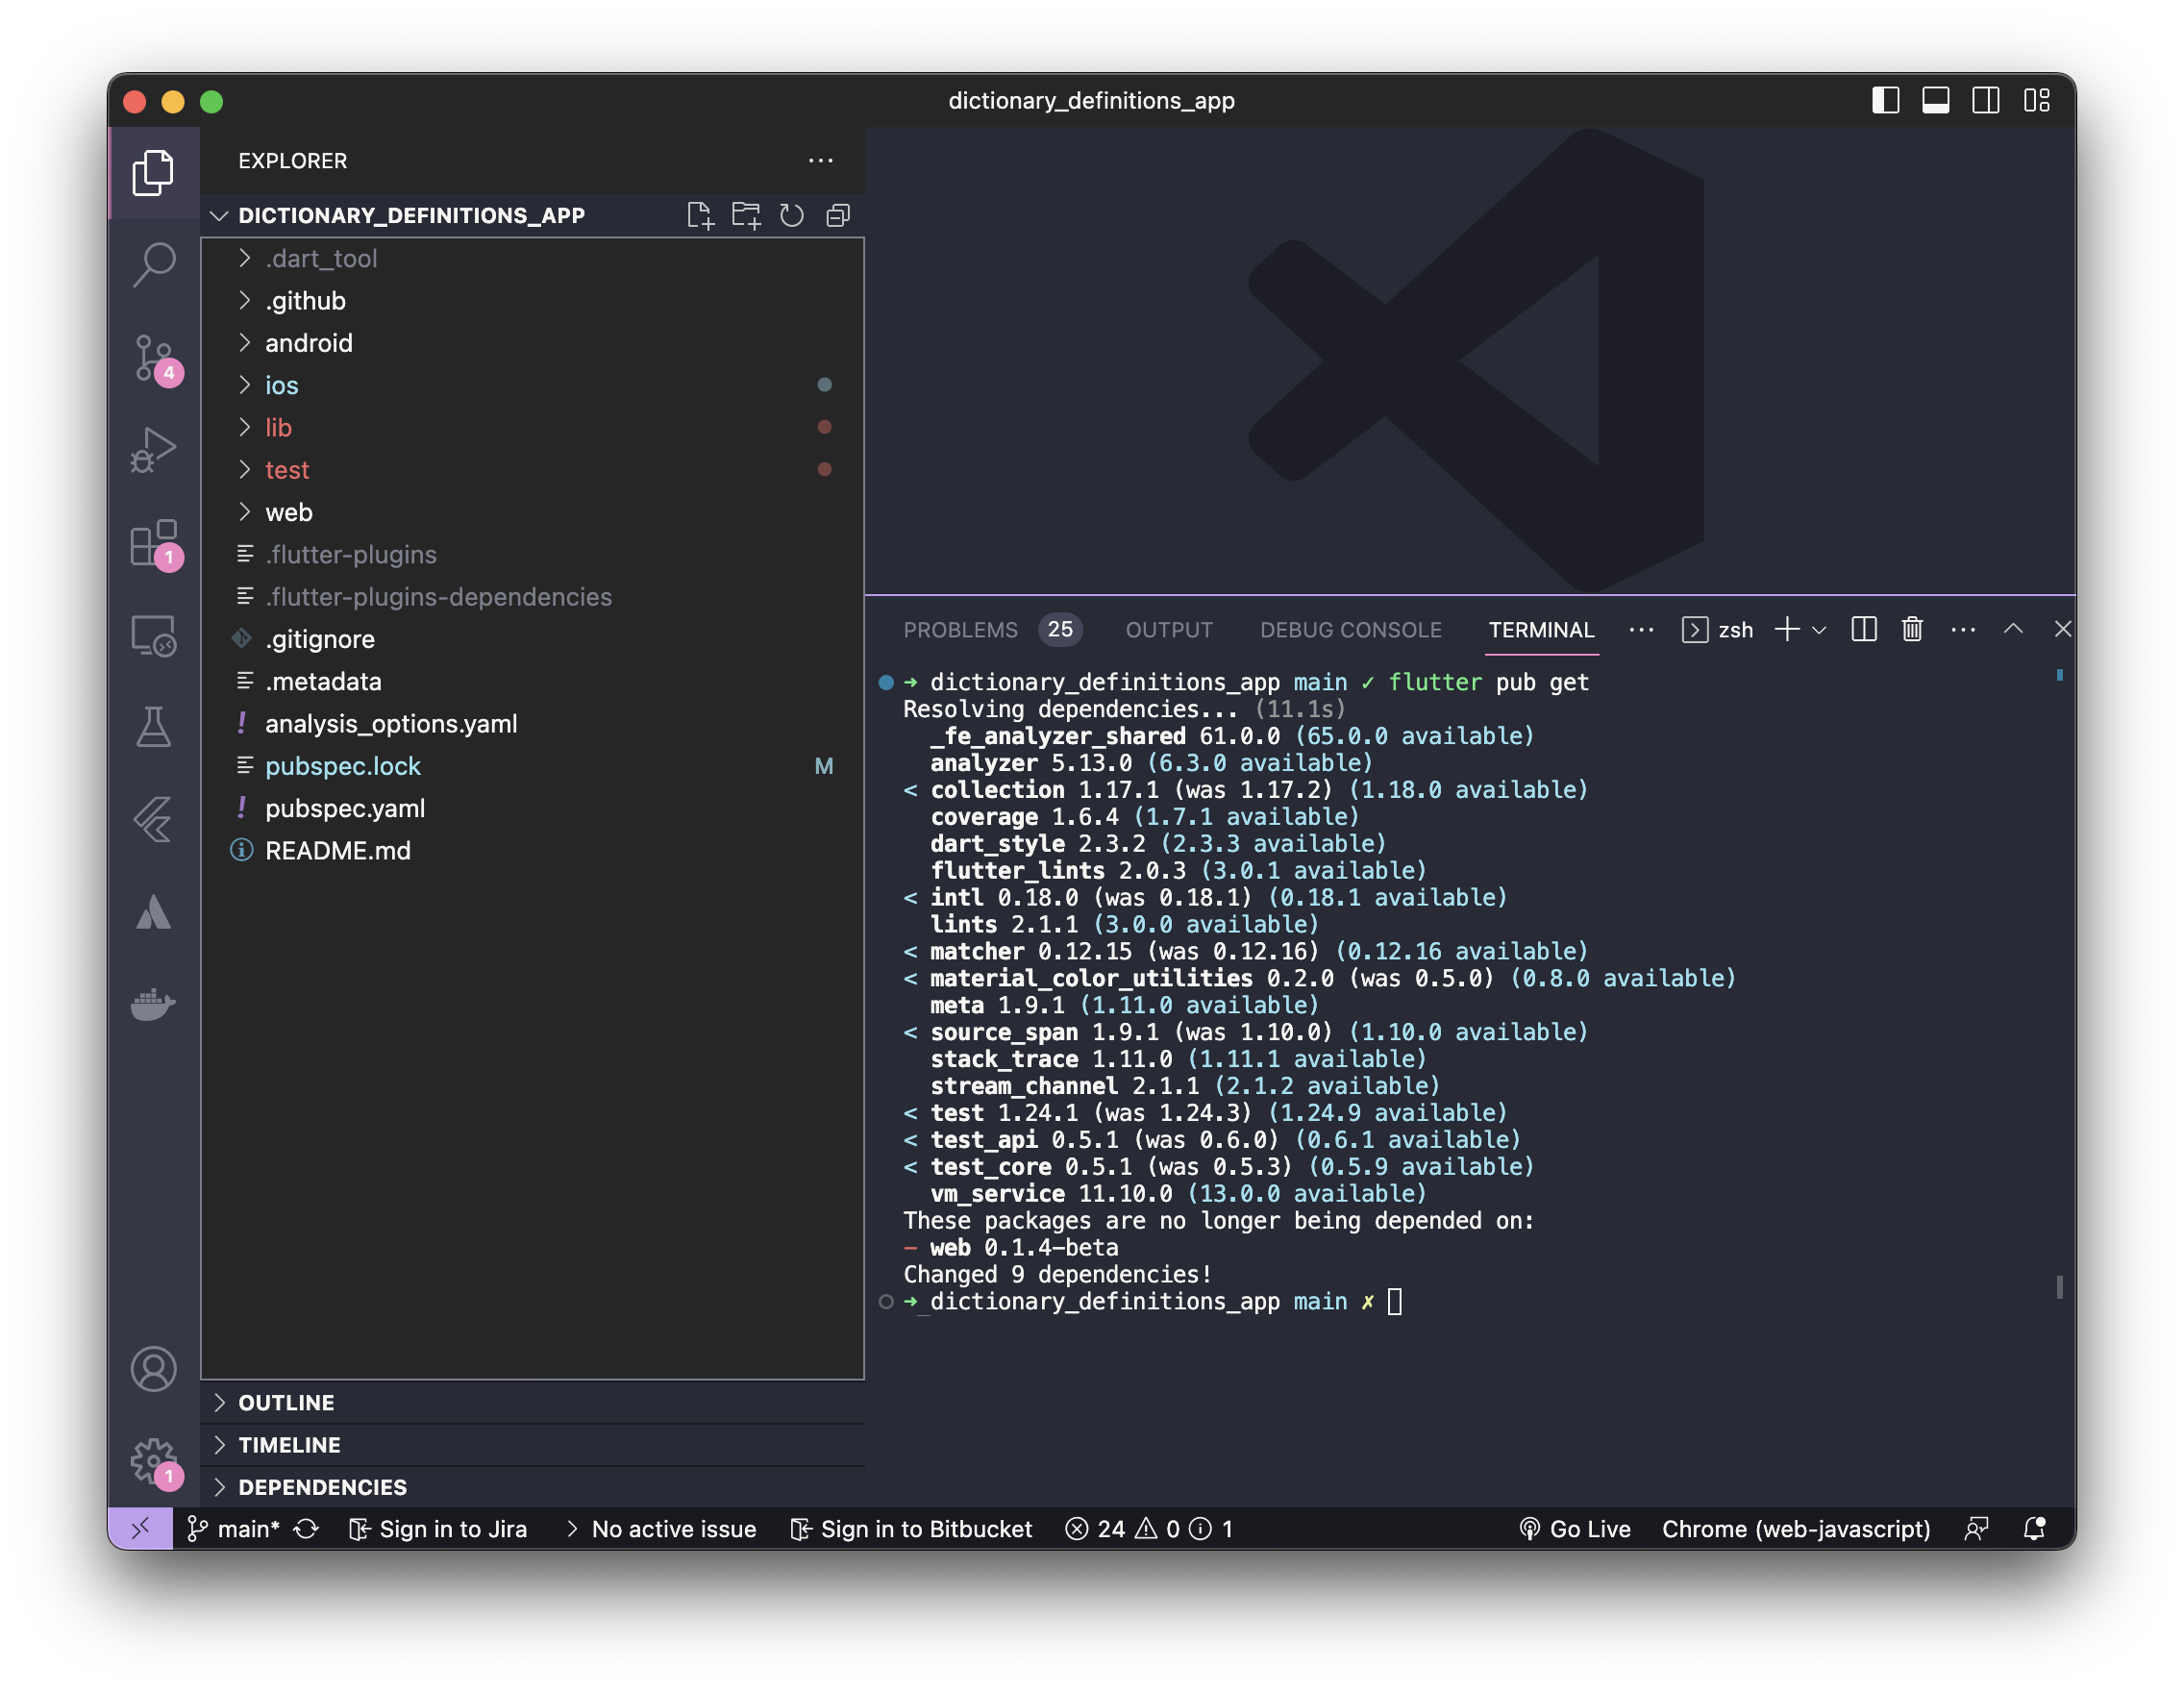 dictionary_definitions_app
EXPLORER
DICTIONARY_DEFINITIONS_APP
.dart_tool
.github
android
ios
lib
test
web
.flutter-plugins
.flutter-plugins-dependencies
.gitignore
.metadata
! analysis_options.yaml
pubspec.lock M
! pubspec.yaml
README.md
OUTLINE
TIMELINE
DEPENDENCIES
4
1
1
PROBLEMS 25 OUTPUT DEBUG CONSOLE TERMINAL ... zsh
➜ dictionary_definitions_app main ✓ flutter pub get
Resolving dependencies... (11.1s)
_fe_analyzer_shared 61.0.0 (65.0.0 available)
analyzer 5.13.0 (6.3.0 available)
< collection 1.17.1 (was 1.17.2) (1.18.0 available)
coverage 1.6.4 (1.7.1 available)
dart_style 2.3.2 (2.3.3 available)
flutter_lints 2.0.3 (3.0.1 available)
< intl 0.18.0 (was 0.18.1) (0.18.1 available)
lints 2.1.1 (3.0.0 available)
< matcher 0.12.15 (was 0.12.16) (0.12.16 available)
< material_color_utilities 0.2.0 (was 0.5.0) (0.8.0 available)
meta 1.9.1 (1.11.0 available)
< source_span 1.9.1 (was 1.10.0) (1.10.0 available)
stack_trace 1.11.0 (1.11.1 available)
stream_channel 2.1.1 (2.1.2 available)
< test 1.24.1 (was 1.24.3) (1.24.9 available)
< test_api 0.5.1 (was 0.6.0) (0.6.1 available)
< test_core 0.5.1 (was 0.5.3) (0.5.9 available)
vm_service 11.10.0 (13.0.0 available)
These packages are no longer being depended on:
- web 0.1.4-beta
Changed 9 dependencies!
➜ dictionary_definitions_app main ✗
main* Sign in to Jira > No active issue Sign in to Bitbucket 24 0 1 Go Live Chrome (web-javascript)